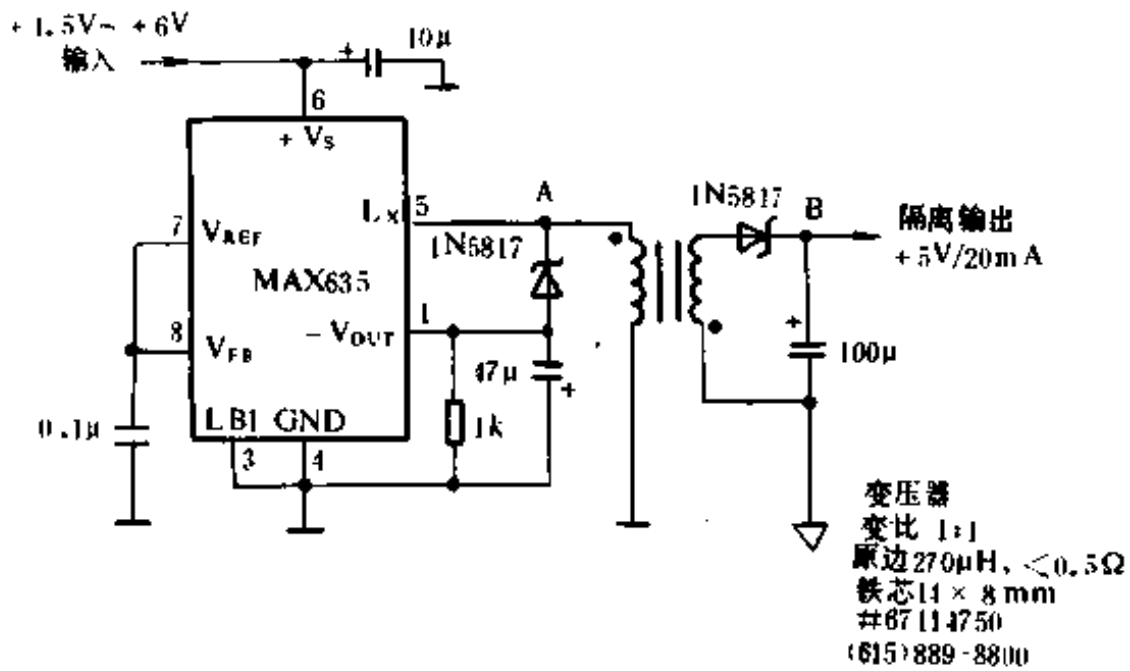 +1.5V~ +6V
输入
10μ
+
6
+VS
7
VREF
Lx
5
A
1N5817
B
隔离输出
+5V/20mA
1N5817
MAX635
8
VFB
-VOUT
1
47μ
+
1k
+
100μ
0.1μ
LBI
GND
3
4
变压器
变比 1:1
原边270μH、<0.5Ω
铁芯14×8mm
#67114750
(615)889-8800